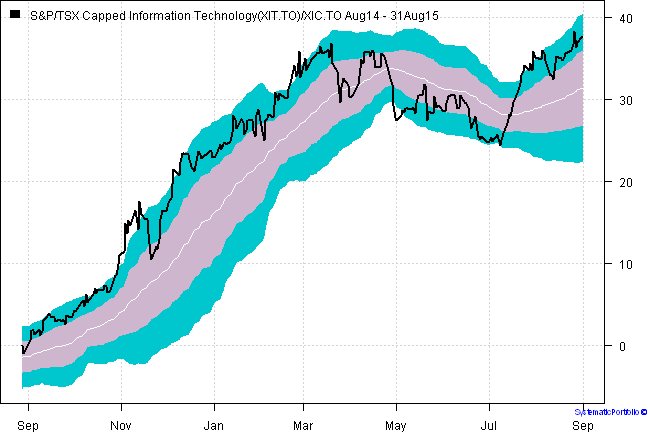 S&P/TSX Capped Information Technology(XIT.TO)/XIC.TO Aug14 - 31Aug15
40
30
20
10
0
SystematicPortfolio ©
Sep Nov Jan Mar May Jul Sep